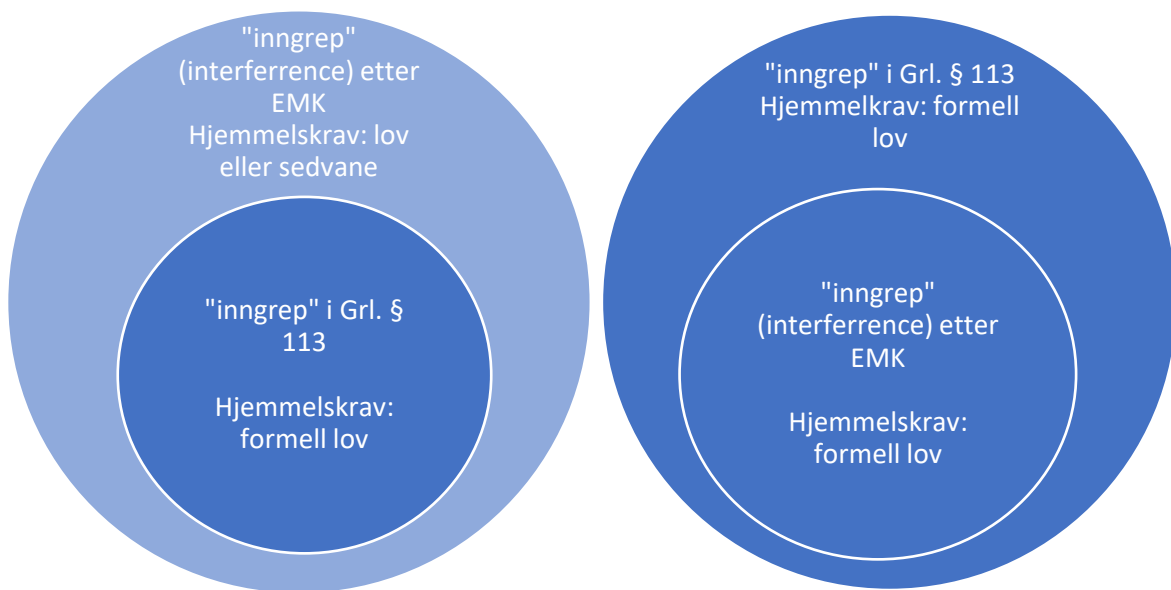 "inngrep"
(interferrence) etter
EMK
Hjemmelskrav: lov
eller sedvane
"inngrep" i Grl. §
113
Hjemmelskrav:
formell lov
"inngrep" i Grl. § 113
Hjemmelkrav: formell
lov
"inngrep"
(interferrence) etter
EMK
Hjemmelskrav:
formell lov